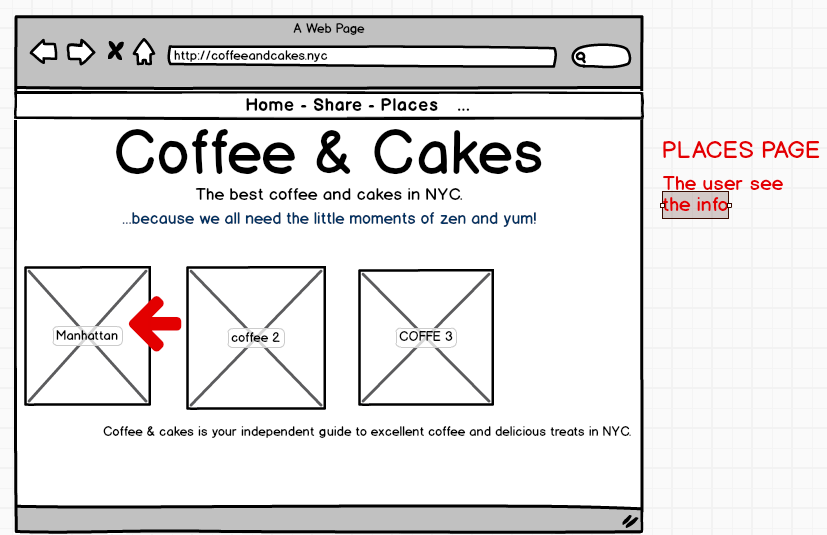 A Web Page
http://coffeeandcakes.nyc
Home - Share - Places ...
Coffee & Cakes
The best coffee and cakes in NYC.
...because we all need the little moments of zen and yum!
PLACES PAGE
The user see
the info
Manhattan
coffee 2
COFFE 3
Coffee & cakes is your independent guide to excellent coffee and delicious treats in NYC.